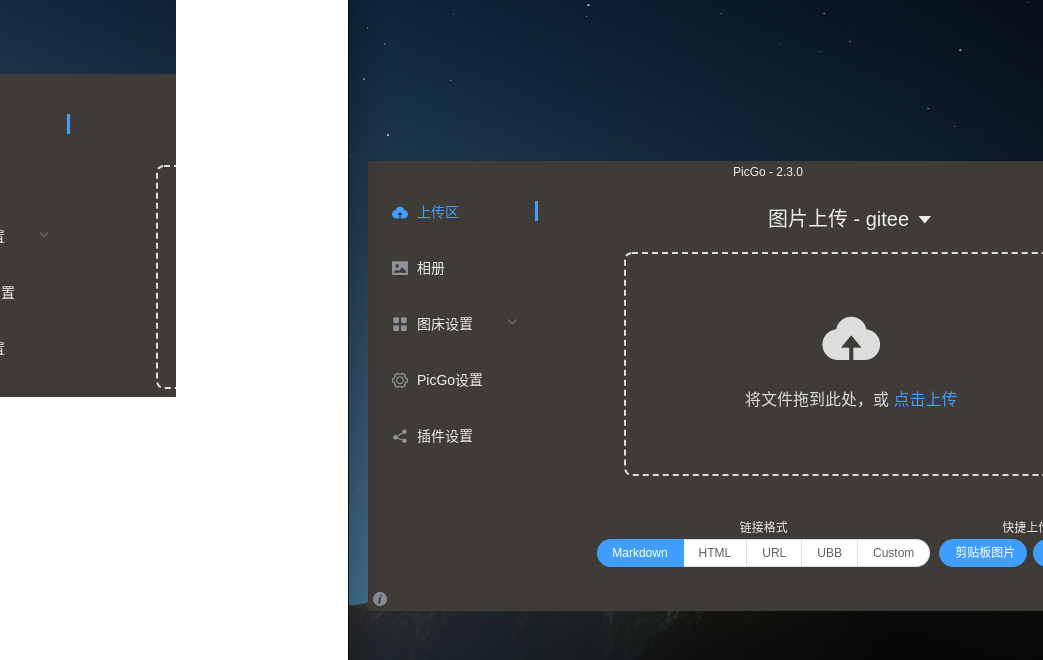 置
置
置
PicGo - 2.3.0
上传区
图片上传 - gitee
相册
图床设置
PicGo设置
将文件拖到此处，或 点击上传
插件设置
链接格式
快捷上传
Markdown
HTML
URL
UBB
Custom
剪贴板图片